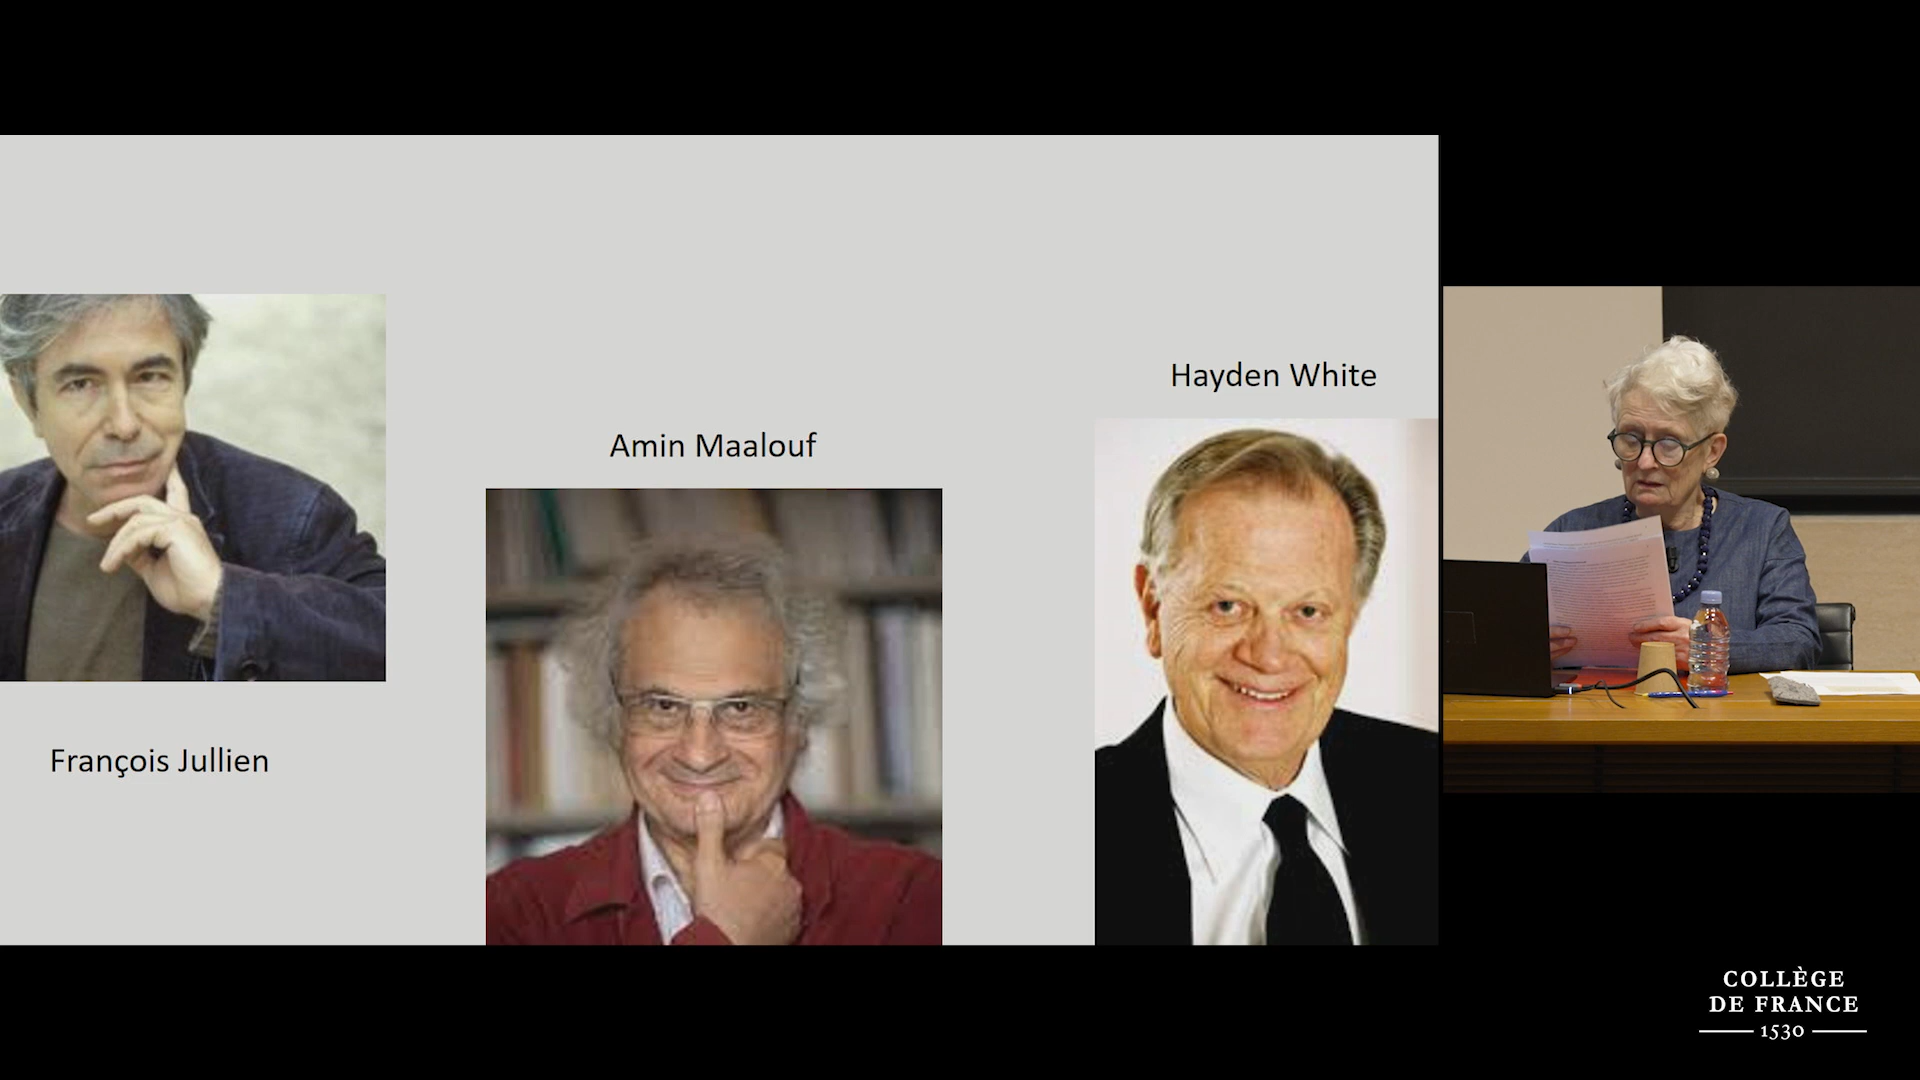 Hayden White
Amin Maalouf
François Jullien
COLLÈGE
DE FRANCE
1530